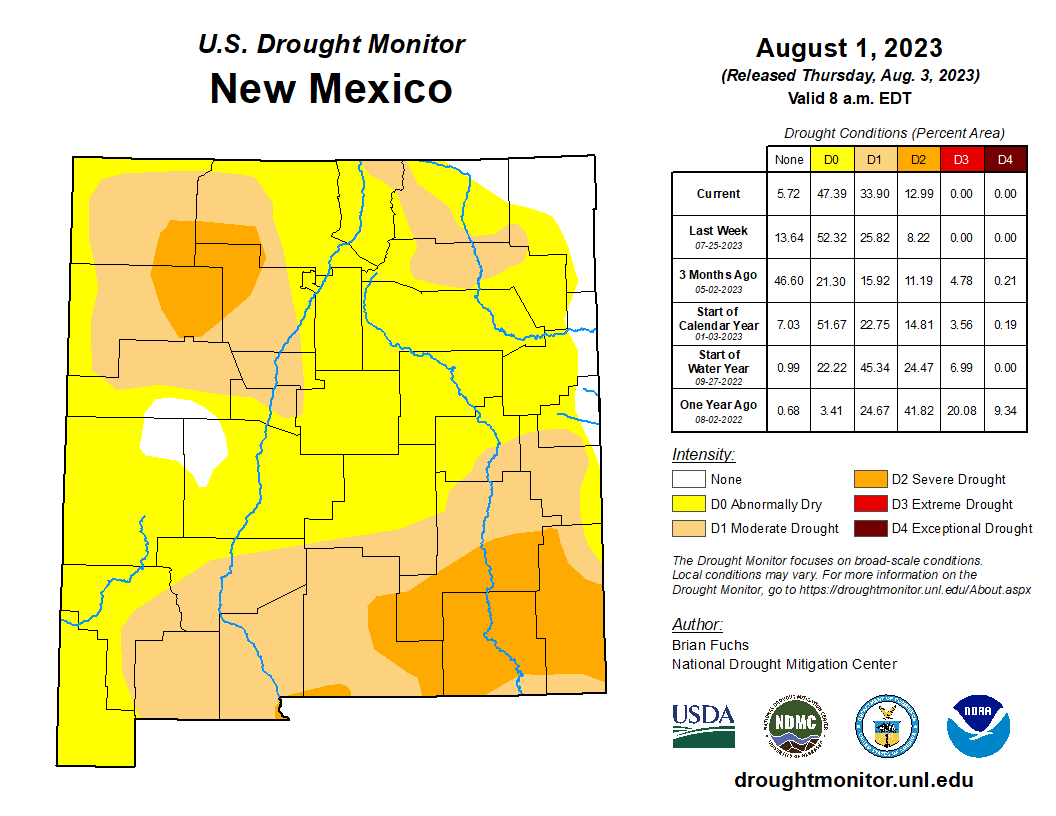 U.S. Drought Monitor
New Mexico
August 1, 2023
(Released Thursday, Aug. 3, 2023)
Valid 8 a.m. EDT
Drought Conditions (Percent Area)
None D0 D1 D2 D3 D4
Current 5.72 47.39 33.90 12.99 0.00 0.00
Last Week
07-25-2023
13.64 52.32 25.82 8.22 0.00 0.00
3 Months Ago
05-02-2023
46.60 21.30 15.92 11.19 4.78 0.21
Start of
Calendar Year
01-03-2023
7.03 51.67 22.75 14.81 3.56 0.19
Start of
Water Year
09-27-2022
0.99 22.22 45.34 24.47 6.99 0.00
One Year Ago
08-02-2022
0.68 3.41 24.67 41.82 20.08 9.34
Intensity:
None
D0 Abnormally Dry
D1 Moderate Drought
D2 Severe Drought
D3 Extreme Drought
D4 Exceptional Drought
The Drought Monitor focuses on broad-scale conditions.
Local conditions may vary. For more information on the
Drought Monitor, go to https://droughtmonitor.unl.edu/About.aspx
Author:
Brian Fuchs
National Drought Mitigation Center
USDA
NDMC
NOAA
droughtmonitor.unl.edu